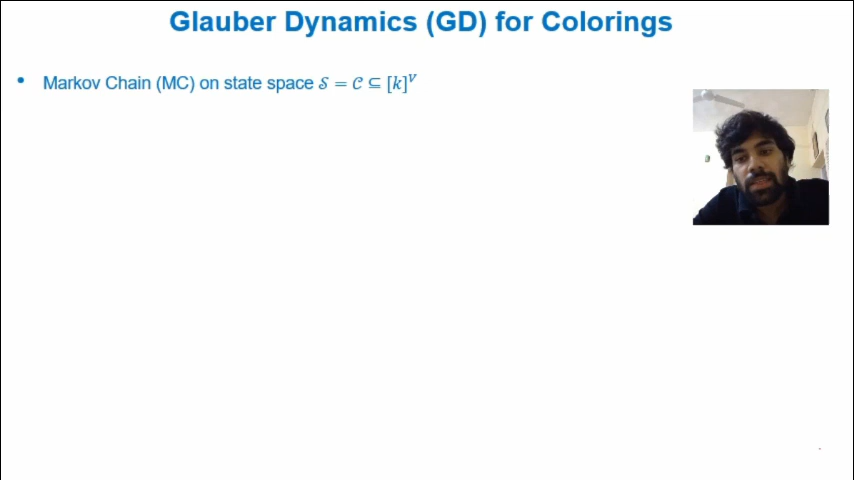 Glauber Dynamics (GD) for Colorings
• Markov Chain (MC) on state space 𝒮 = 𝒞 ⊆ [k]^V